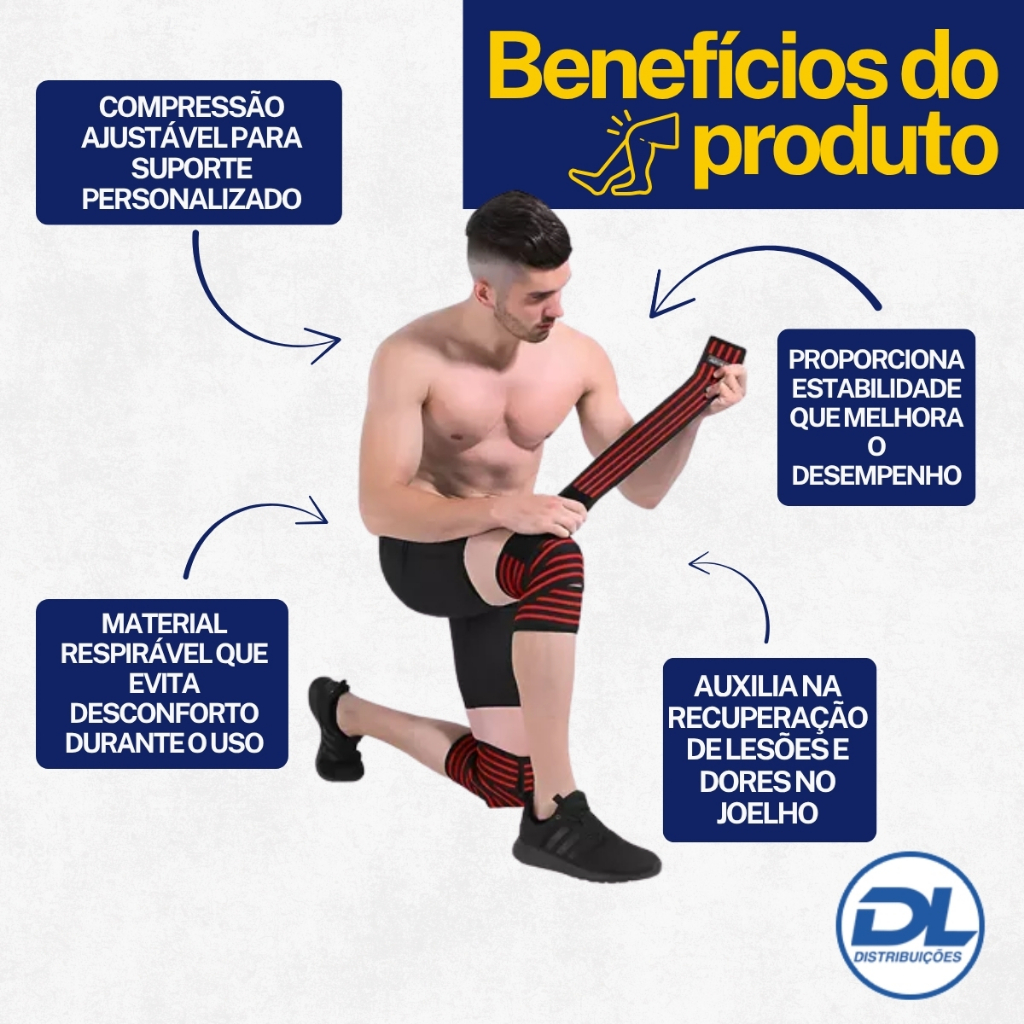 Benefícios do
produto
COMPRESSÃO
AJUSTÁVEL PARA
SUPORTE
PERSONALIZADO
PROPORCIONA
ESTABILIDADE
QUE MELHORA
O
DESEMPENHO
MATERIAL
RESPIRÁVEL QUE
EVITA
DESCONFORTO
DURANTE O USO
AUXILIA NA
RECUPERAÇÃO
DE LESÕES E
DORES NO
JOELHO
DL
DISTRIBUIÇÕES